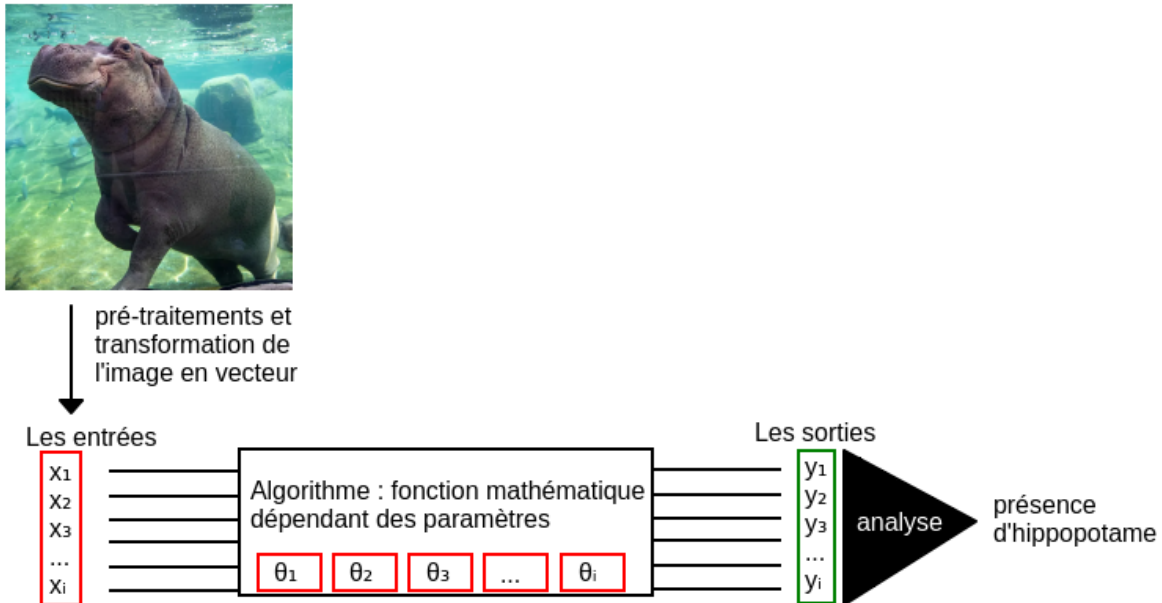 pré-traitements et
transformation de
l'image en vecteur
Les entrées
x₁
x₂
x₃
...
xᵢ
Algorithme : fonction mathématique
dépendant des paramètres
θ₁ θ₂ θ₃ ... θᵢ
Les sorties
y₁
y₂
y₃
...
yᵢ
analyse
présence
d'hippopotame